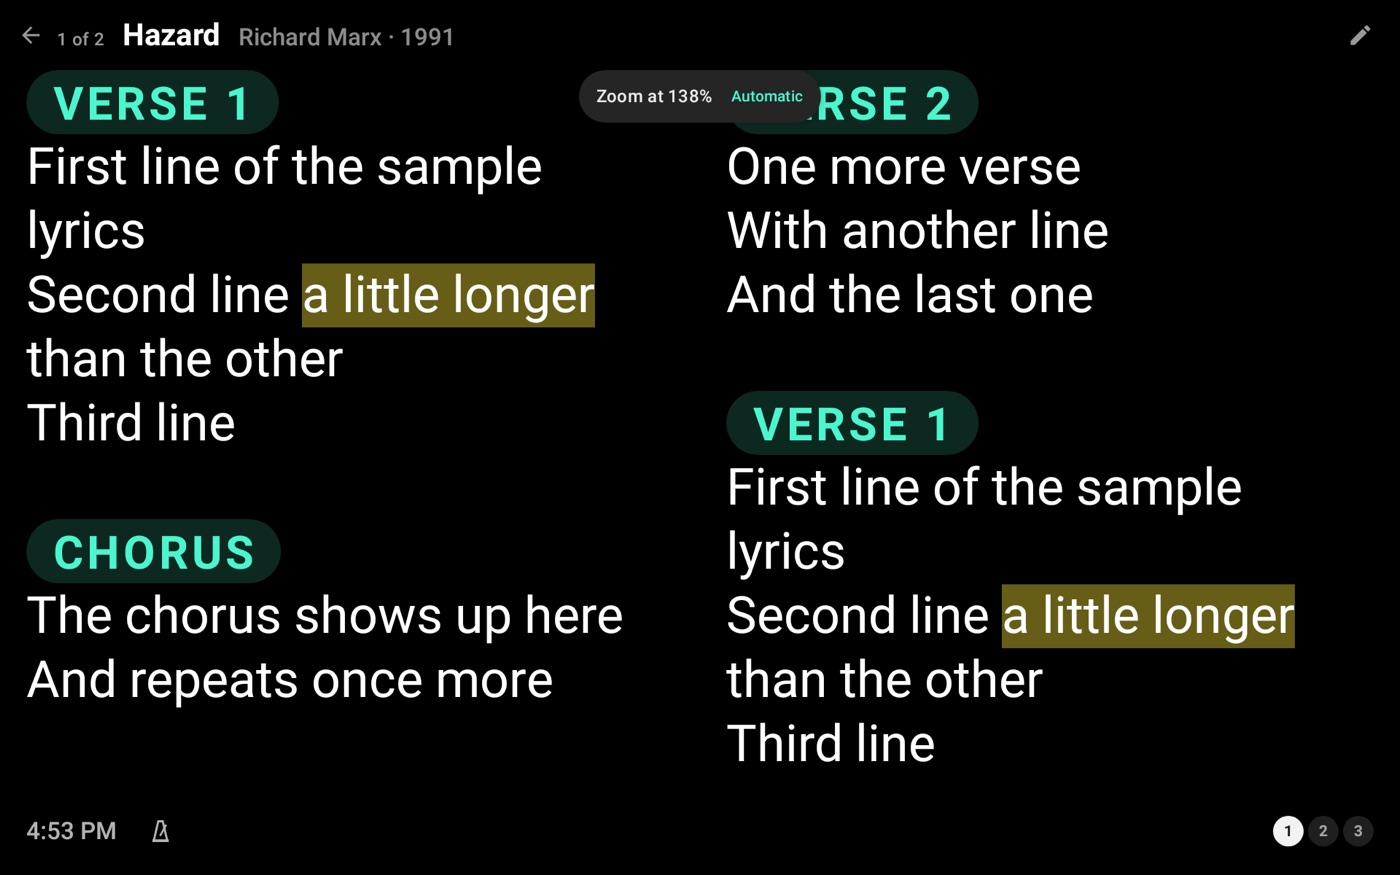 1 of 2 Hazard Richard Marx · 1991
Zoom at 138% Automatic
VERSE 1
First line of the sample
lyrics
Second line a little longer
than the other
Third line
CHORUS
The chorus shows up here
And repeats once more
RSE 2
One more verse
With another line
And the last one
VERSE 1
First line of the sample
lyrics
Second line a little longer
than the other
Third line
4:53 PM
1 2 3